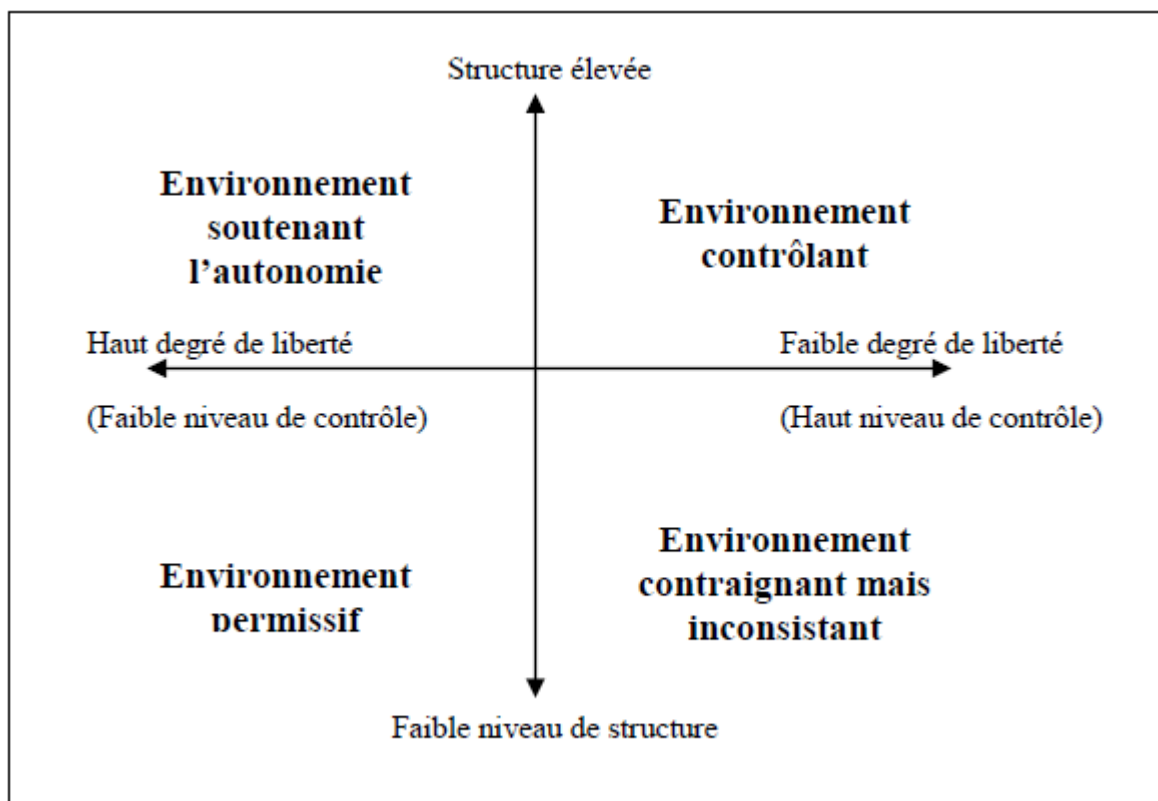 Structure élevée
Environnement
soutenant
l’autonomie
Environnement
contrôlant
Haut degré de liberté
Faible degré de liberté
(Faible niveau de contrôle)
(Haut niveau de contrôle)
Environnement
permissif
Environnement
contraignant mais
inconsistant
Faible niveau de structure